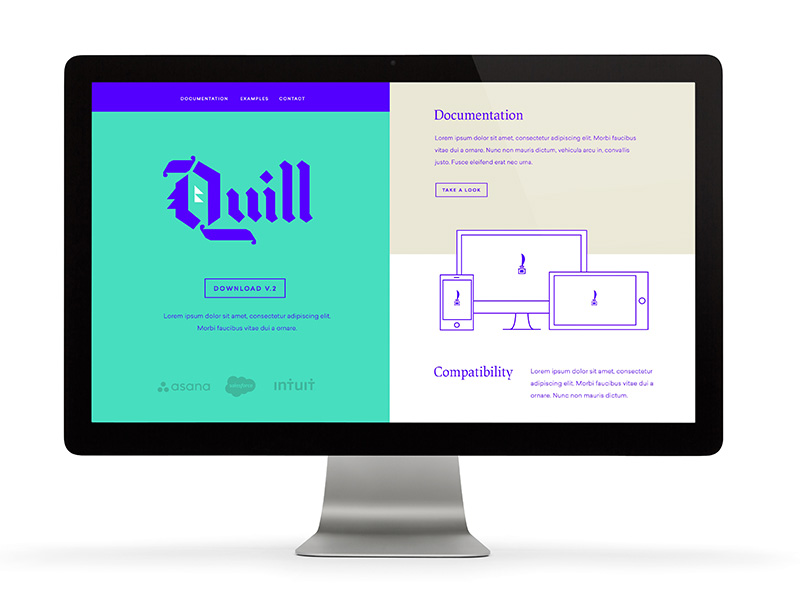 DOCUMENTATION EXAMPLES CONTACT
Quill
DOWNLOAD V.2
Lorem ipsum dolor sit amet, consectetur adipiscing elit.
Morbi faucibus vitae dui a ornare.
asana salesforce intuit
Documentation
Lorem ipsum dolor sit amet, consectetur adipiscing elit. Morbi faucibus
vitae dui a ornare. Nunc non mauris dictum, vehicula arcu in, convallis
justo. Fusce eleifend erat nec urna.
TAKE A LOOK
Compatibility
Lorem ipsum dolor sit amet, consectetur
adipiscing elit. Morbi faucibus vitae dui a
ornare. Nunc non mauris dictum.